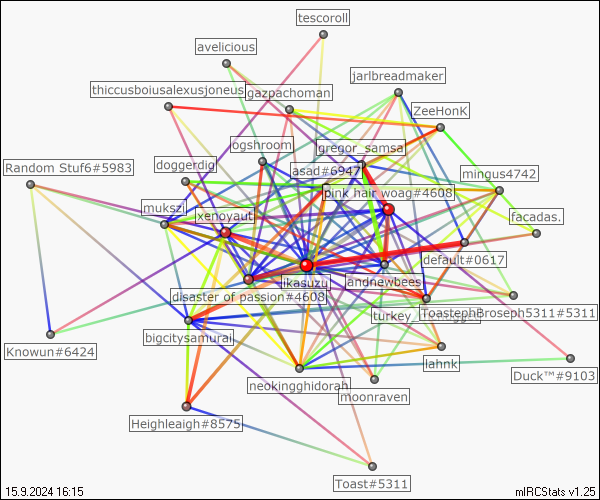 tescoroll
avelicious
jarlbreadmaker
thiccusboiusalexusjoneus
gazpachoman
ZeeHonK
ogshroom
gregor_samsa
Random Stuf6#5983
doggerdig
asad#6947
mingus4742
pink hair woag#4608
mukszi
xenoyaut
facadas.
default#0617
ikasuzu
andnewbees
disaster of passion#4608
turkey_
ToastephBroseph5311#5311
bigcitysamurai
Knowun#6424
lahnk
Duck™#9103
neokingghidorah
moonraven
Heighleaigh#8575
Toast#5311
15.9.2024 16:15
mIRCStats v1.25